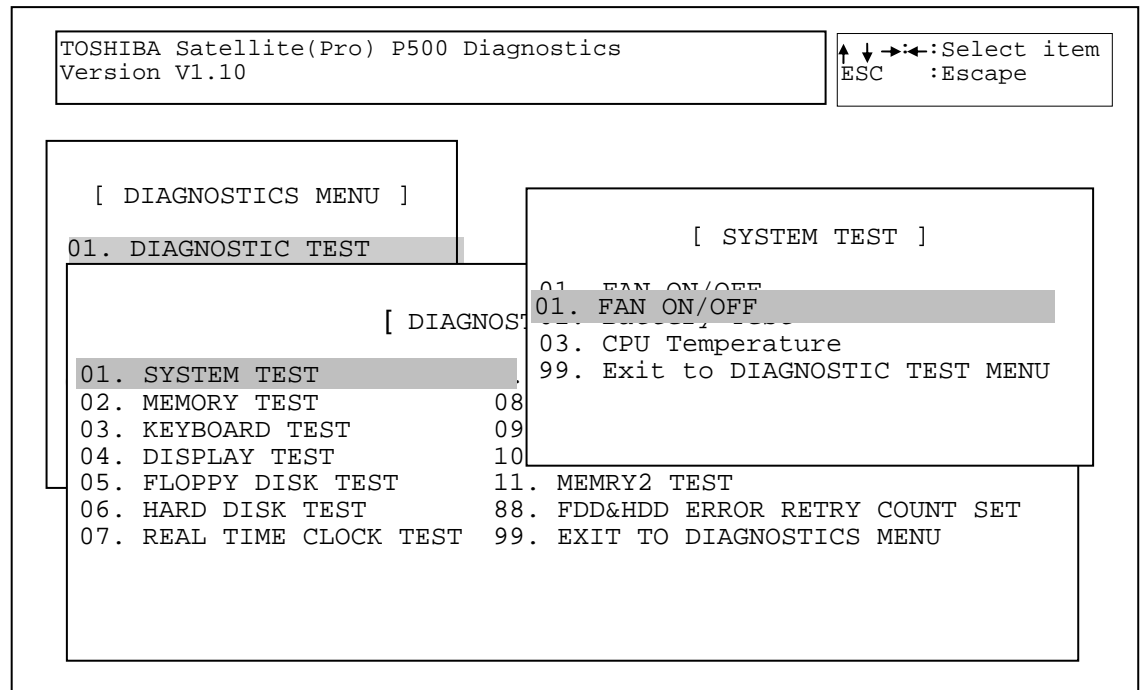 TOSHIBA Satellite(Pro) P500 Diagnostics
Version V1.10
↑ ↓ →:←:Select item
ESC :Escape
[ DIAGNOSTICS MENU ]
01. DIAGNOSTIC TEST
[ DIAGNOST
01. SYSTEM TEST
02. MEMORY TEST 08
03. KEYBOARD TEST 09
04. DISPLAY TEST 10
05. FLOPPY DISK TEST 11. MEMRY2 TEST
06. HARD DISK TEST 88. FDD&HDD ERROR RETRY COUNT SET
07. REAL TIME CLOCK TEST 99. EXIT TO DIAGNOSTICS MENU
[ SYSTEM TEST ]
01. FAN ON/OFF
01. FAN ON/OFF
03. CPU Temperature
99. Exit to DIAGNOSTIC TEST MENU